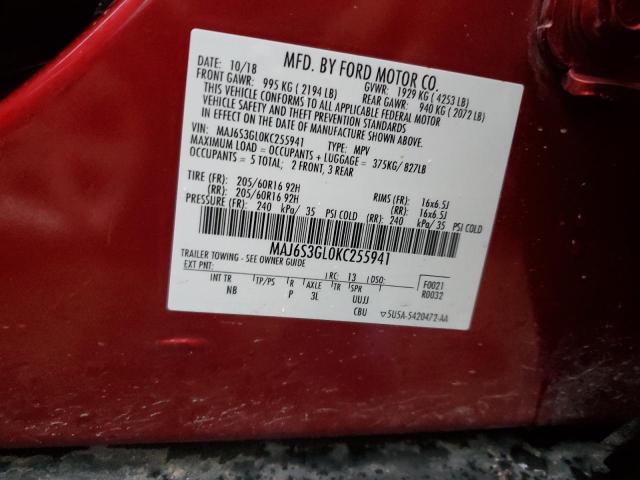 MFD. BY FORD MOTOR CO.
DATE: 10/18 GVWR: 1929 KG ( 4253 LB)
FRONT GAWR: 995 KG ( 2194 LB) REAR GAWR: 940 KG ( 2072 LB)
THIS VEHICLE CONFORMS TO ALL APPLICABLE FEDERAL MOTOR
VEHICLE SAFETY AND THEFT PREVENTION STANDARDS
IN EFFECT ON THE DATE OF MANUFACTURE SHOWN ABOVE.
VIN: MAJ6S3GL0KC255941 TYPE: MPV
MAXIMUM LOAD = OCCUPANTS + LUGGAGE = 375KG/ 827LB
OCCUPANTS = 5 TOTAL; 2 FRONT, 3 REAR
TIRE (FR): 205/60R16 92H RIMS (FR): 16x6.5J
(RR): 205/60R16 92H (RR): 16x6.5J
PRESSURE (FR): 240 kPa/ 35 PSI COLD (RR): 240 kPa/ 35 PSI COLD
MAJ6S3GL0KC255941
TRAILER TOWING - SEE OWNER GUIDE
EXT PNT: RC: 13 DSO: F0021
R0032
INT TR TP/PS R AXLE TR SPR
NB P 3L UUJJ
CBU ▽5U5A-5420472-AA